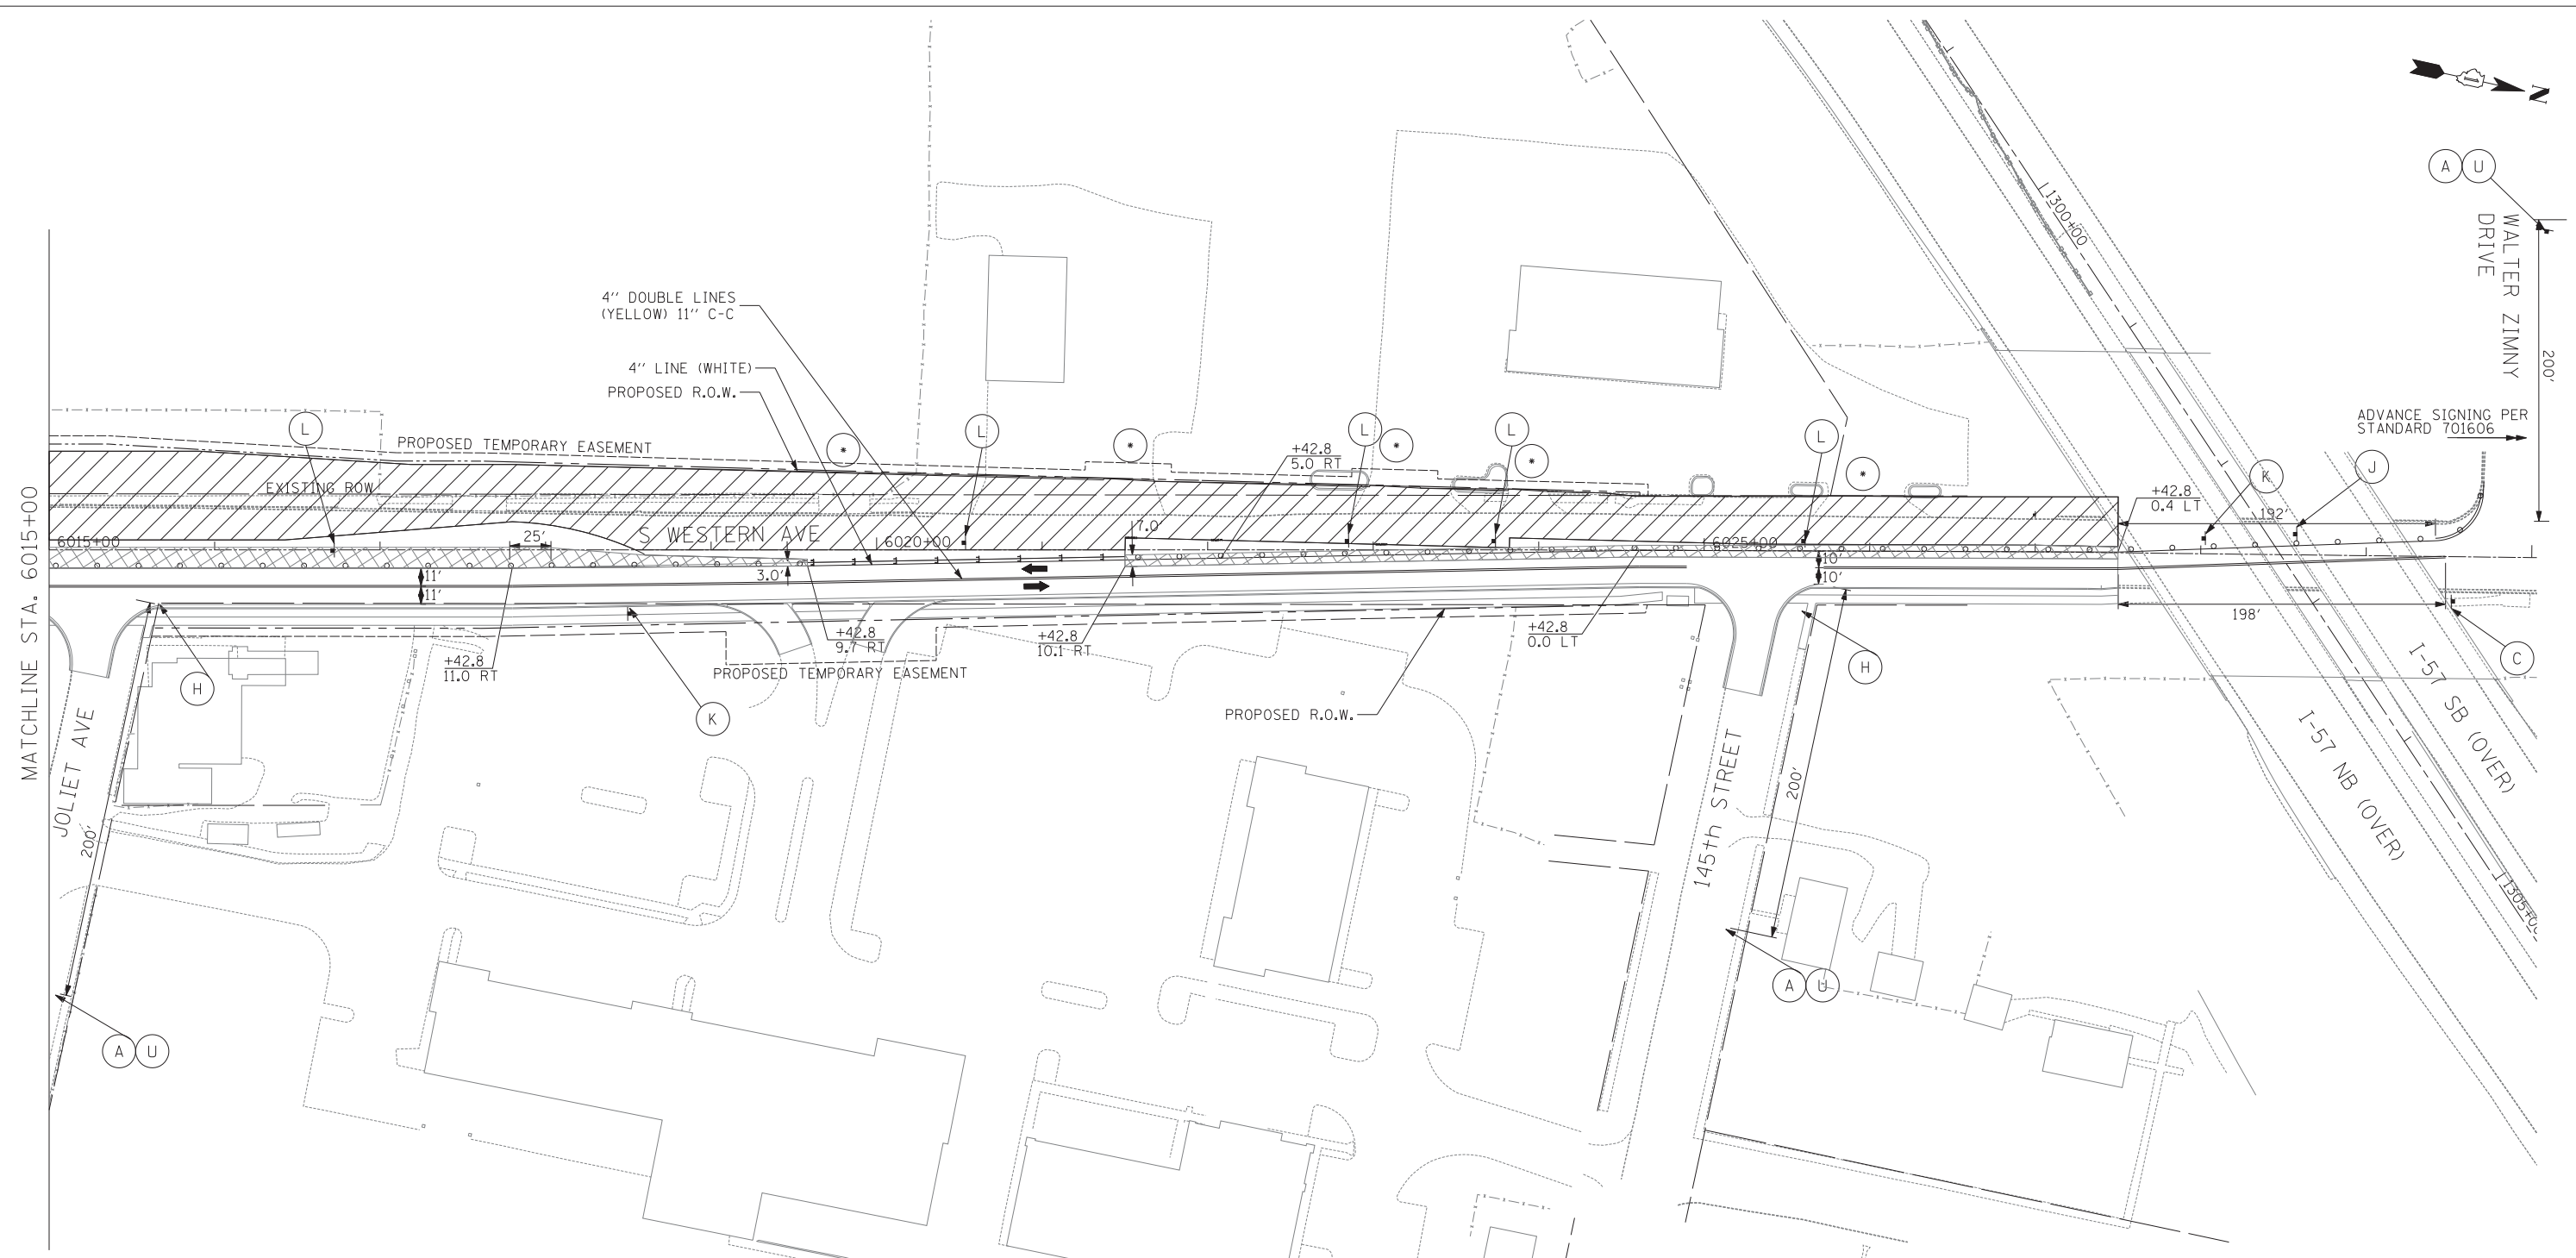 N
A U
WALTER ZIMNY
DRIVE
200'
1300+00
4'' DOUBLE LINES
(YELLOW) 11'' C-C
4'' LINE (WHITE)
PROPOSED R.O.W.
ADVANCE SIGNING PER
STANDARD 701606
L
PROPOSED TEMPORARY EASEMENT
*
L
*
+42.8
5.0 RT
L
*
L
*
L
*
K
J
EXISTING ROW
+42.8
0.4 LT
192'
S WESTERN AVE
7.0'
MATCHLINE STA. 6015+00
6015+00
25'
6020+00
6025+00
11'
11'
3.0'
10'
10'
198'
+42.8
11.0 RT
+42.8
9.7 RT
+42.8
10.1 RT
+42.8
0.0 LT
PROPOSED TEMPORARY EASEMENT
H
K
PROPOSED R.O.W.
H
C
I-57 SB (OVER)
I-57 NB (OVER)
JOLIET AVE
200'
145th STREET
200'
1305+00
A U
A U